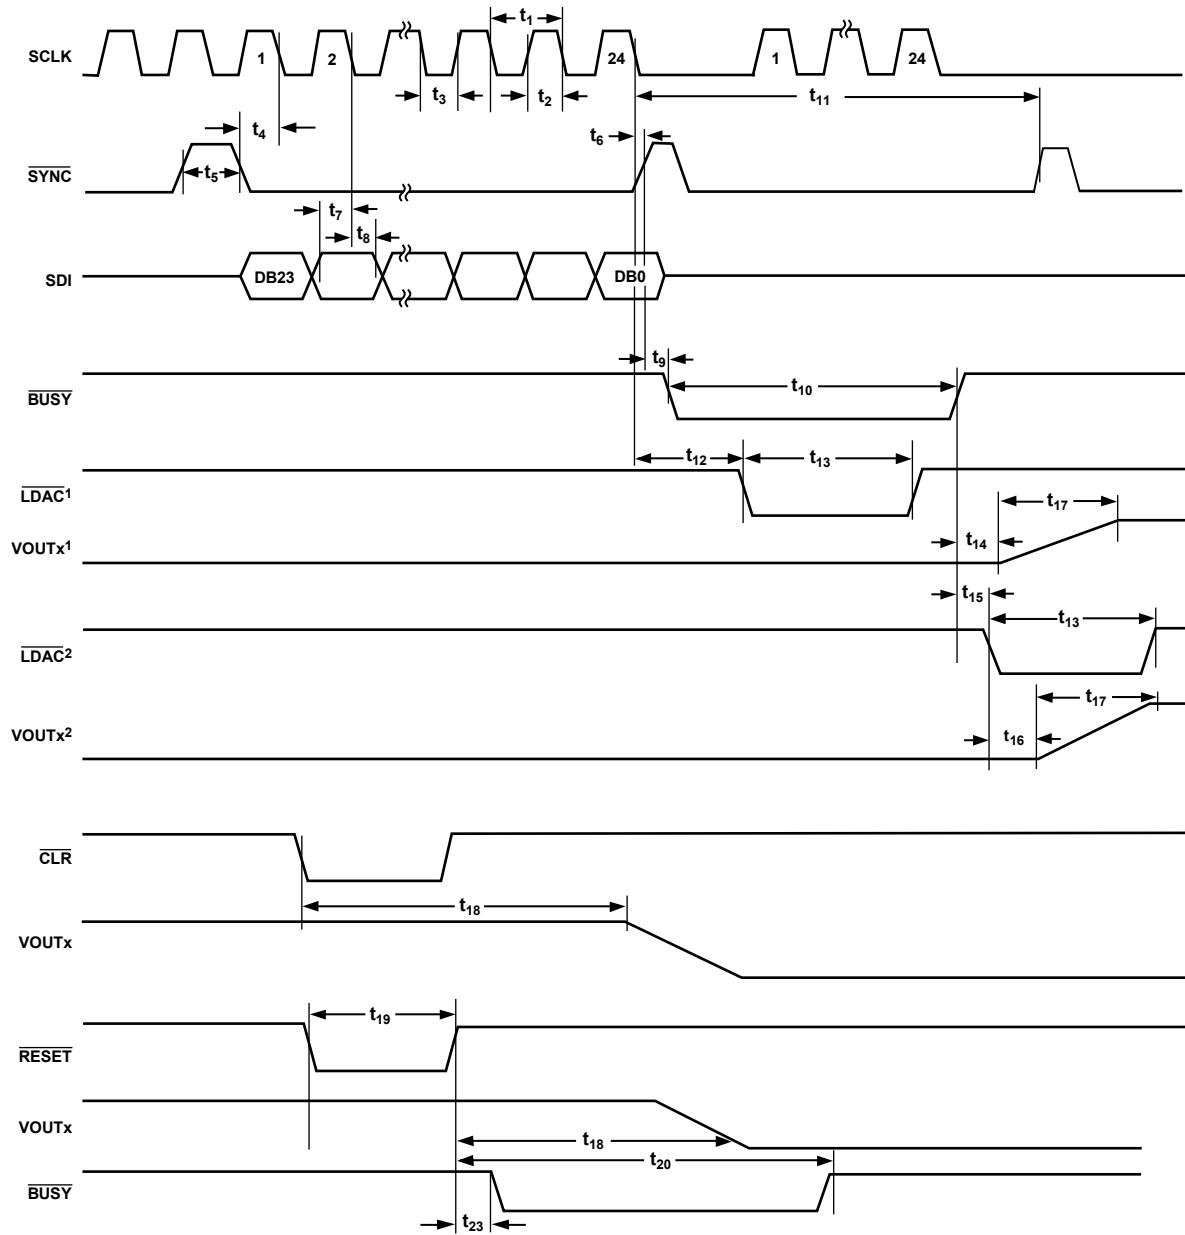 t1
SCLK
1
2
24
1
24
t3
t2
t11
t4
t6
SYNC
t5
t7
t8
SDI
DB23
DB0
t9
BUSY
t10
t12
t13
LDAC1
t17
VOUTx1
t14
t15
t13
LDAC2
t17
VOUTx2
t16
CLR
t18
VOUTx
t19
RESET
VOUTx
t18
t20
BUSY
t23